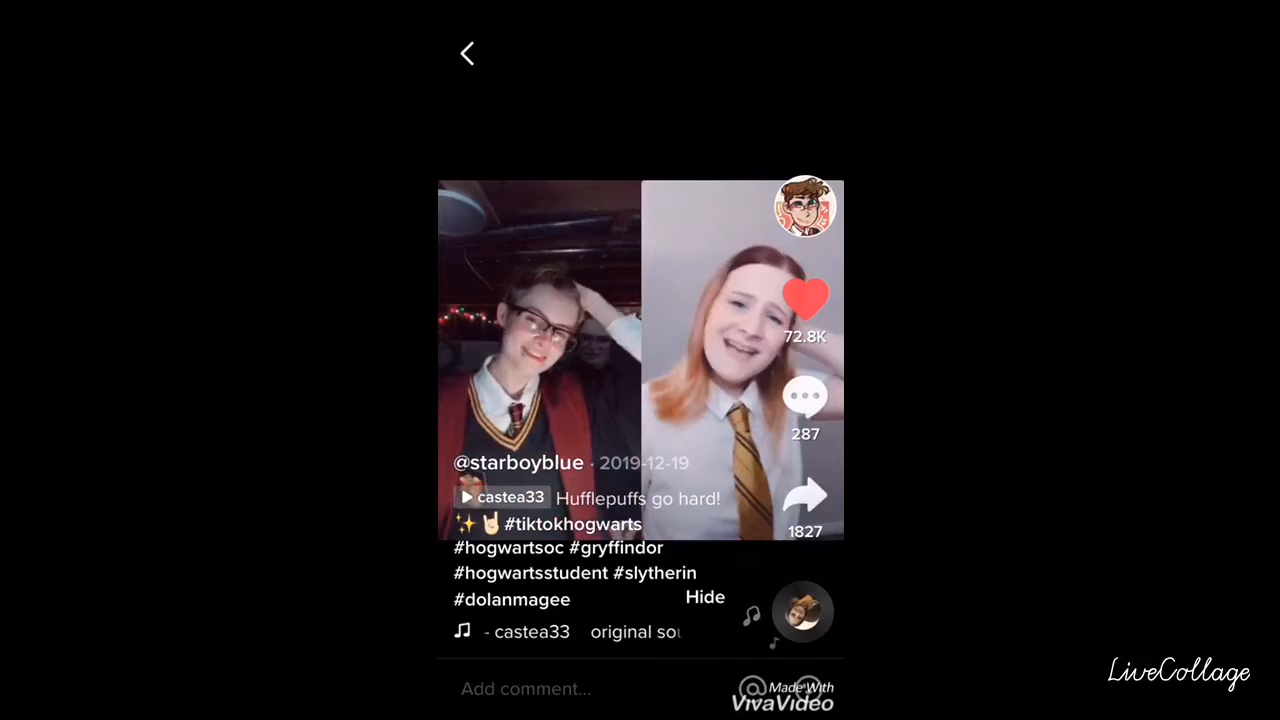 72.8K
287
@starboyblue · 2019-12-19
castea33 Hufflepuffs go hard!
#tiktokhogwarts
1827
#hogwartsoc #gryffindor
#hogwartsstudent #slytherin
#dolanmagee Hide
- castea33 original sou
Add comment...
Made With
VivaVideo
LiveCollage